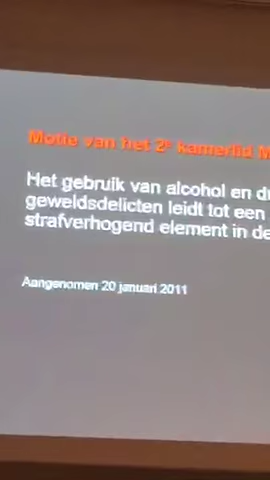 Motie van het 2e kamerlid M
Het gebruik van alcohol en dr
geweldsdelicten leidt tot een
strafverhogend element in de
Aangenomen 20 januari 2011